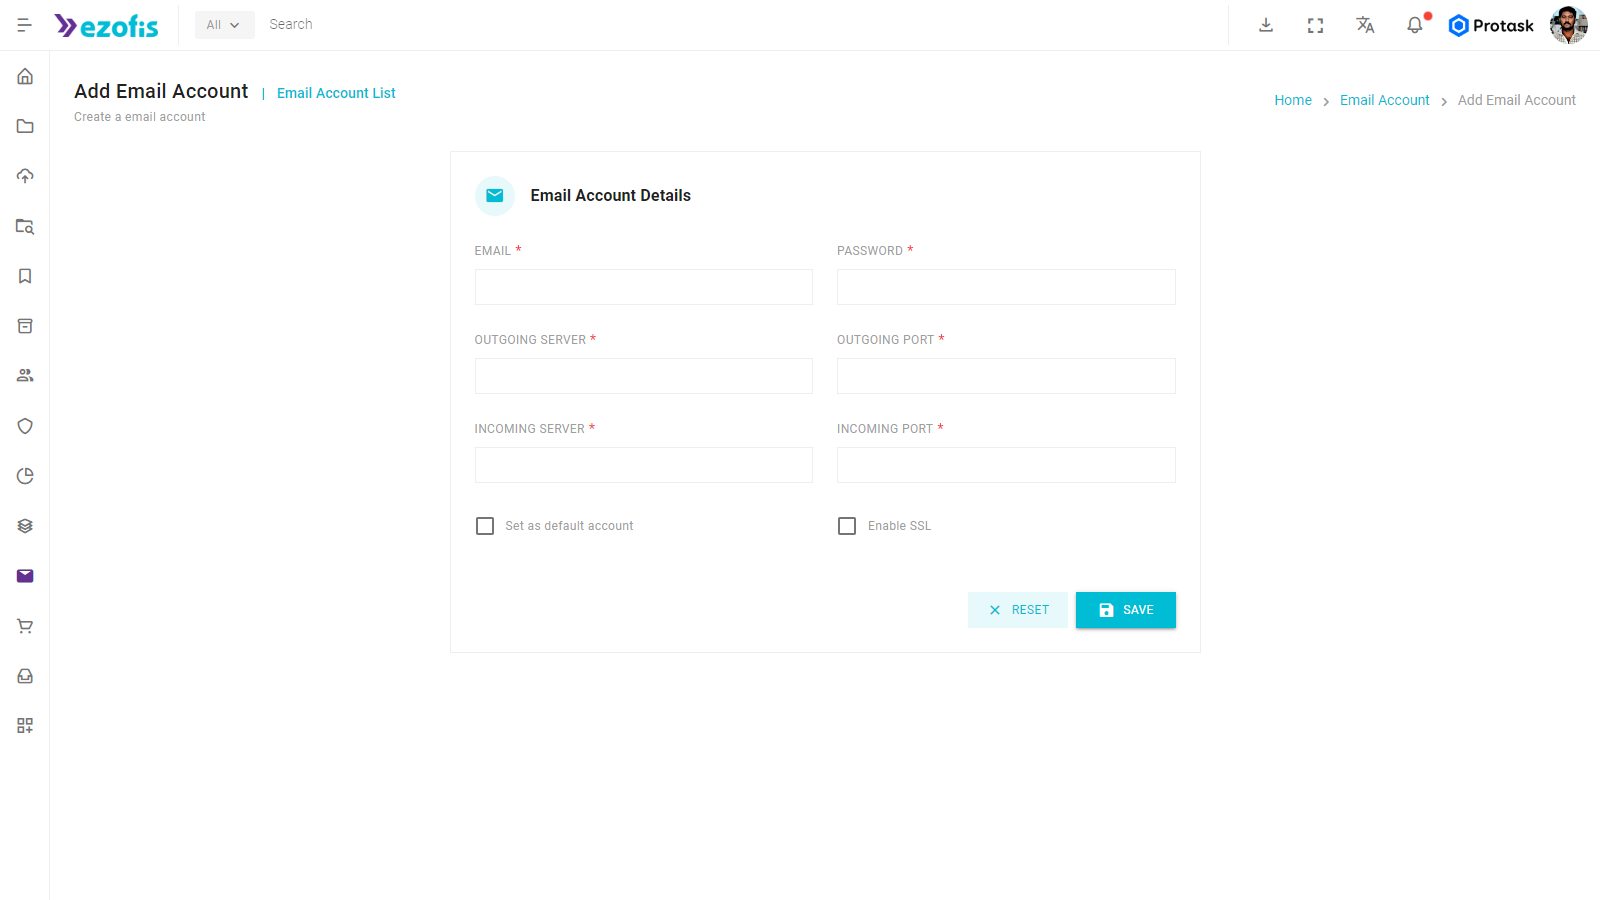 ezofis
All
Search
Protask
Add Email Account | Email Account List
Create a email account
Home > Email Account > Add Email Account
Email Account Details
EMAIL *
PASSWORD *
OUTGOING SERVER *
OUTGOING PORT *
INCOMING SERVER *
INCOMING PORT *
Set as default account
Enable SSL
RESET
SAVE